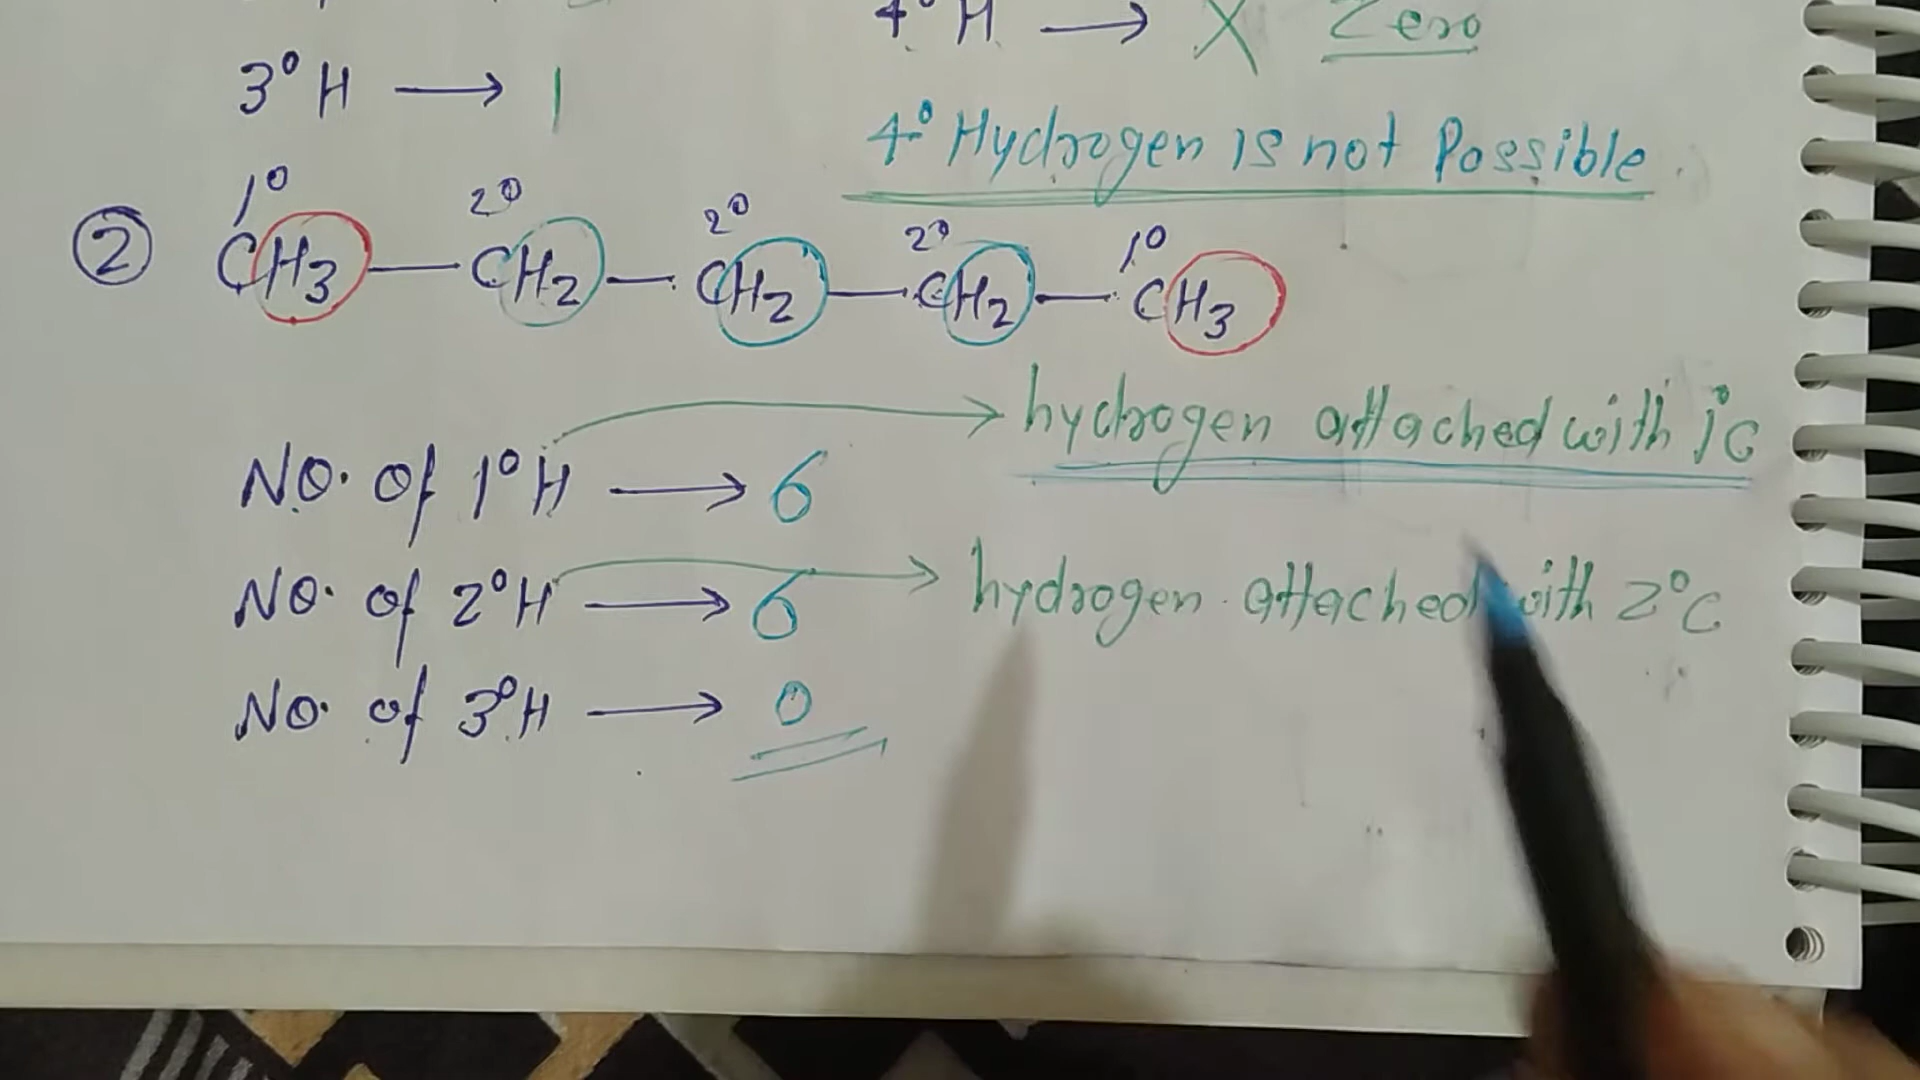 4° H → X Zero
3° H → 1
4° Hydrogen is not Possible
1° 2° 2° 2° 1°
② CH3 — CH2 — CH2 — CH2 — CH3
hydrogen attached with 1°C
NO. of 1°H → 6
NO. of 2°H → 6 hydrogen attached with 2°C
NO. of 3°H → 0